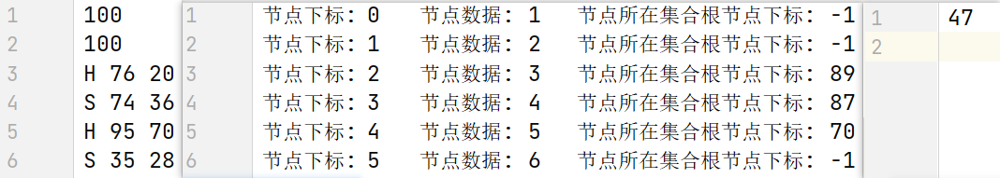 1 100
2 100
3 H 76 20
4 S 74 36
5 H 95 70
6 S 35 28
1 节点下标: 0 节点数据: 1 节点所在集合根节点下标: -1
2 节点下标: 1 节点数据: 2 节点所在集合根节点下标: -1
3 节点下标: 2 节点数据: 3 节点所在集合根节点下标: 89
4 节点下标: 3 节点数据: 4 节点所在集合根节点下标: 87
5 节点下标: 4 节点数据: 5 节点所在集合根节点下标: 70
6 节点下标: 5 节点数据: 6 节点所在集合根节点下标: -1
1 47
2